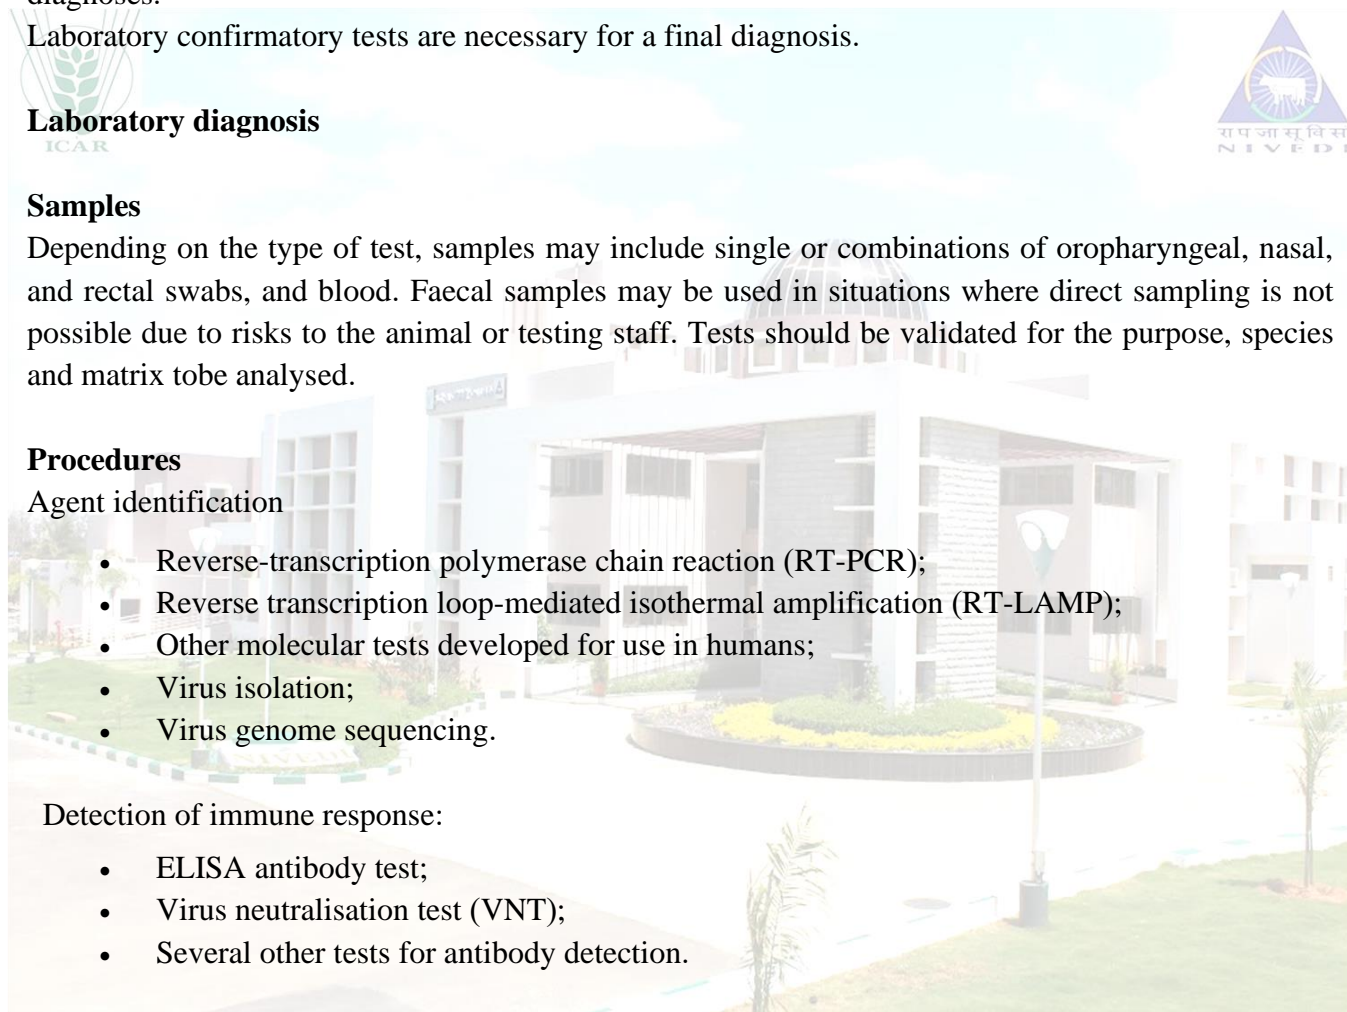 diagnoses.
Laboratory confirmatory tests are necessary for a final diagnosis.
Laboratory diagnosis
ICAR
रा प जा सू वि स
NIVEDI
Samples
Depending on the type of test, samples may include single or combinations of oropharyngeal, nasal,
and rectal swabs, and blood. Faecal samples may be used in situations where direct sampling is not
possible due to risks to the animal or testing staff. Tests should be validated for the purpose, species
and matrix tobe analysed.
Procedures
Agent identification
• Reverse-transcription polymerase chain reaction (RT-PCR);
• Reverse transcription loop-mediated isothermal amplification (RT-LAMP);
• Other molecular tests developed for use in humans;
• Virus isolation;
• Virus genome sequencing.
NIVEDI
Detection of immune response:
• ELISA antibody test;
• Virus neutralisation test (VNT);
• Several other tests for antibody detection.